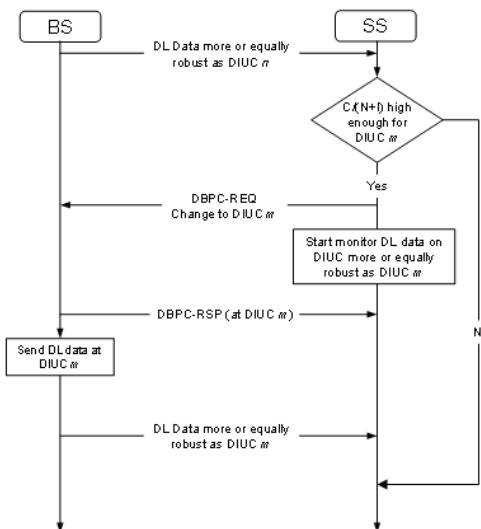 BS
SS
DL Data more or equally
robust as DIUC n
C/(N+I) high
enough for
DIUC m
Yes
DBPC-REQ
Change to DIUC m
Start monitor DL data on
DIUC more or equally
robust as DIUC m
DBPC-RSP (at DIUC m)
N
Send DL data at
DIUC m
DL Data more or equally
robust as DIUC m